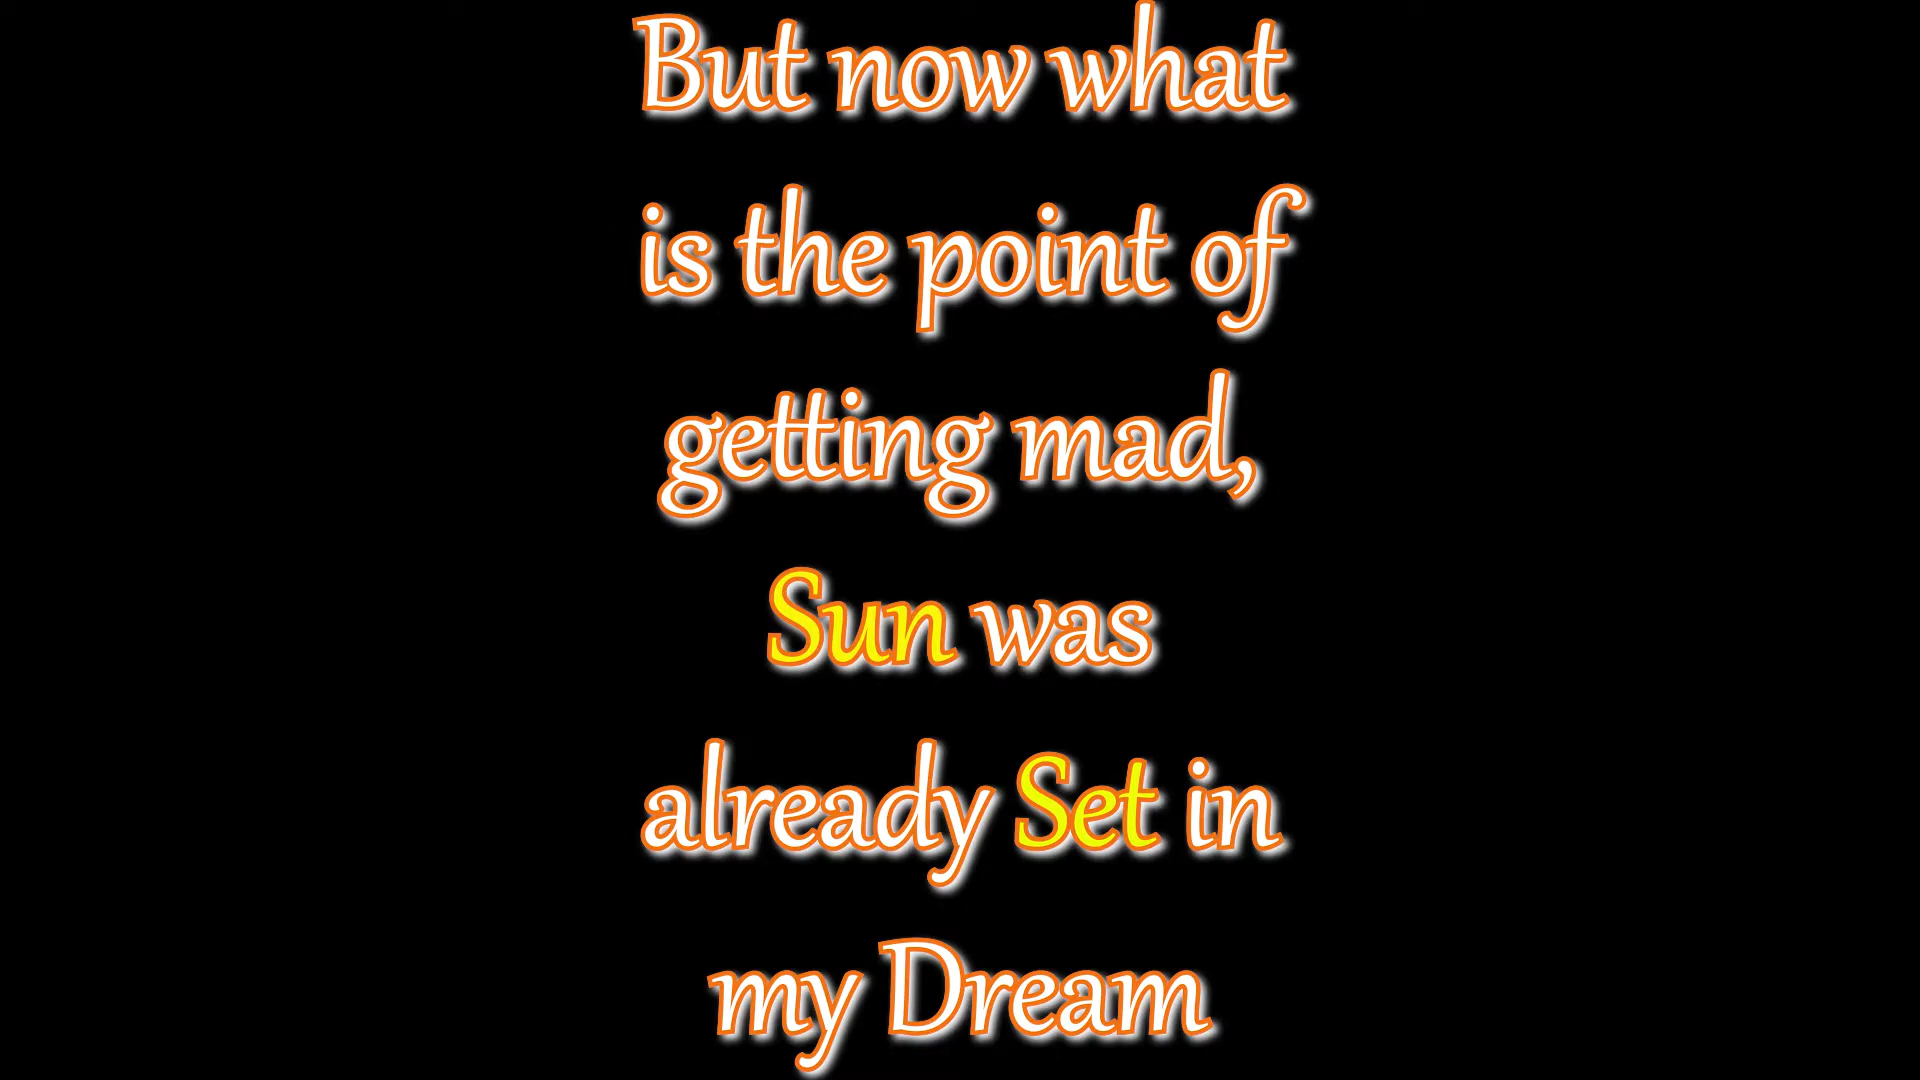 But now what
is the point of
getting mad,
Sun was
already Set in
my Dream